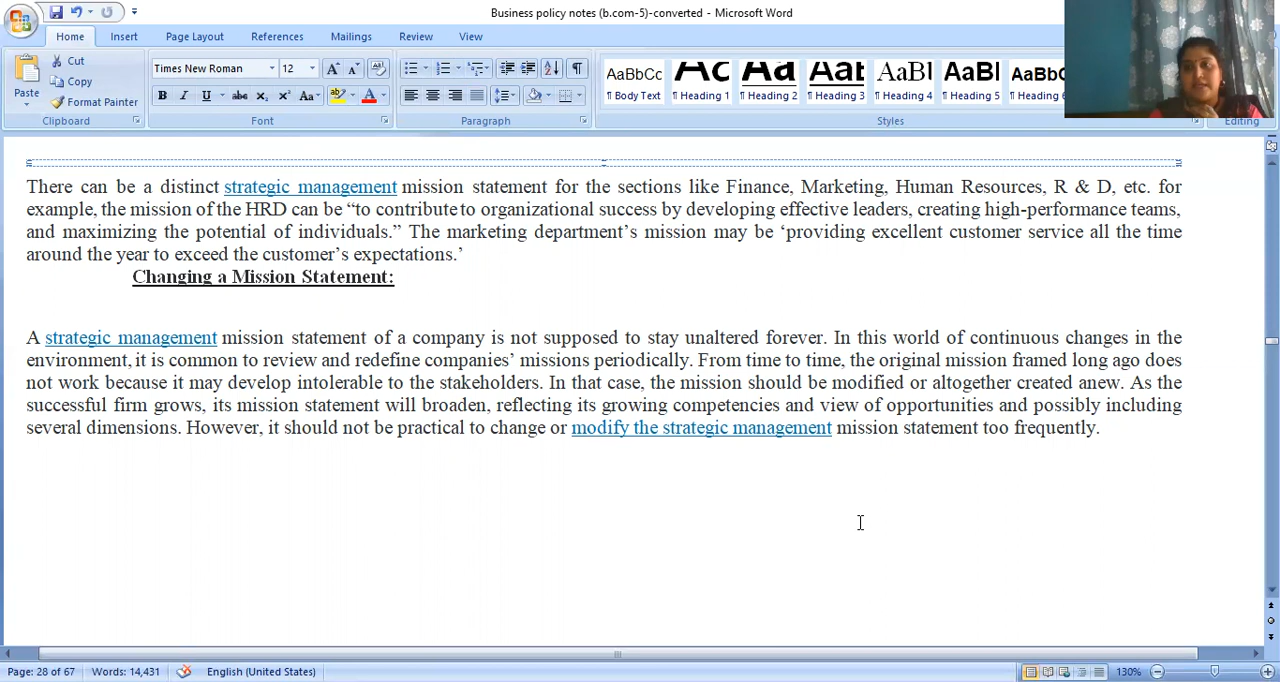 Business policy notes (b.com-5)-converted - Microsoft Word
Home Insert Page Layout References Mailings Review View
Cut
Copy
Format Painter
Paste
Times New Roman 12
AaBbCc AaBbI AaBbI AaBbC
¶ Body Text ¶ Heading 1 ¶ Heading 2 ¶ Heading 3 ¶ Heading 4 ¶ Heading 5 ¶ Heading
Clipboard Font Paragraph Styles Editing
There can be a distinct strategic management mission statement for the sections like Finance, Marketing, Human Resources, R & D, etc. for
example, the mission of the HRD can be “to contribute to organizational success by developing effective leaders, creating high-performance teams,
and maximizing the potential of individuals.” The marketing department’s mission may be ‘providing excellent customer service all the time
around the year to exceed the customer’s expectations.’
Changing a Mission Statement:
A strategic management mission statement of a company is not supposed to stay unaltered forever. In this world of continuous changes in the
environment, it is common to review and redefine companies’ missions periodically. From time to time, the original mission framed long ago does
not work because it may develop intolerable to the stakeholders. In that case, the mission should be modified or altogether created anew. As the
successful firm grows, its mission statement will broaden, reflecting its growing competencies and view of opportunities and possibly including
several dimensions. However, it should not be practical to change or modify the strategic management mission statement too frequently.
Page: 28 of 67 Words: 14,431 English (United States) 130%